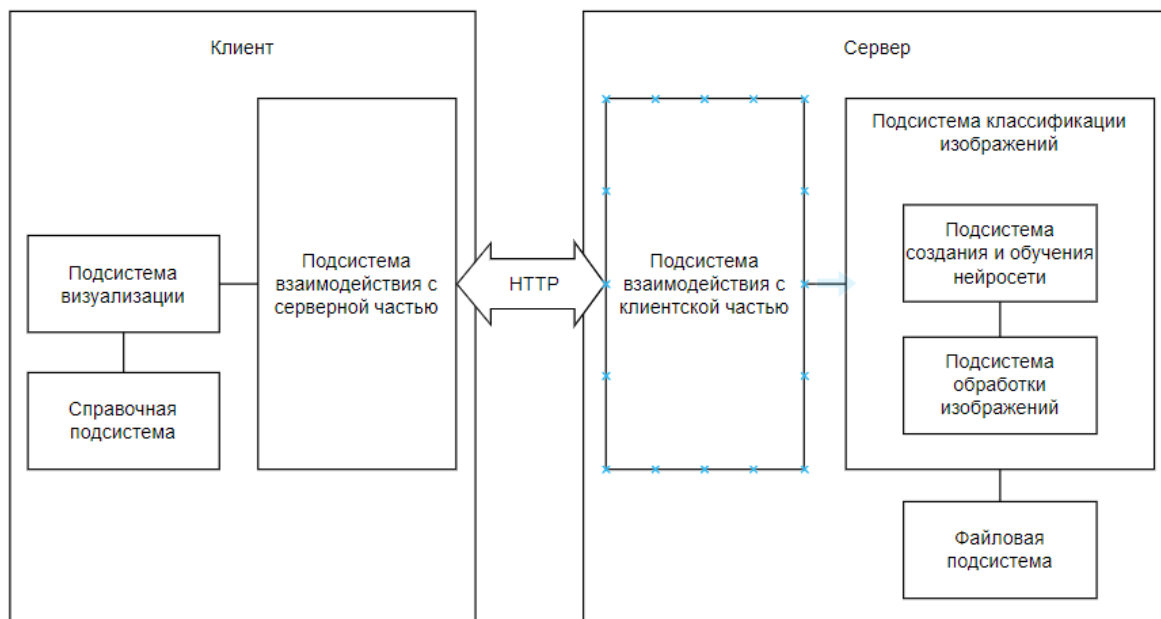 Клиент
Подсистема
визуализации
Справочная
подсистема
Подсистема
взаимодействия с
серверной частью
HTTP
Сервер
Подсистема
взаимодействия с
клиентской частью
Подсистема классификации
изображений
Подсистема
создания и обучения
нейросети
Подсистема
обработки
изображений
Файловая
подсистема